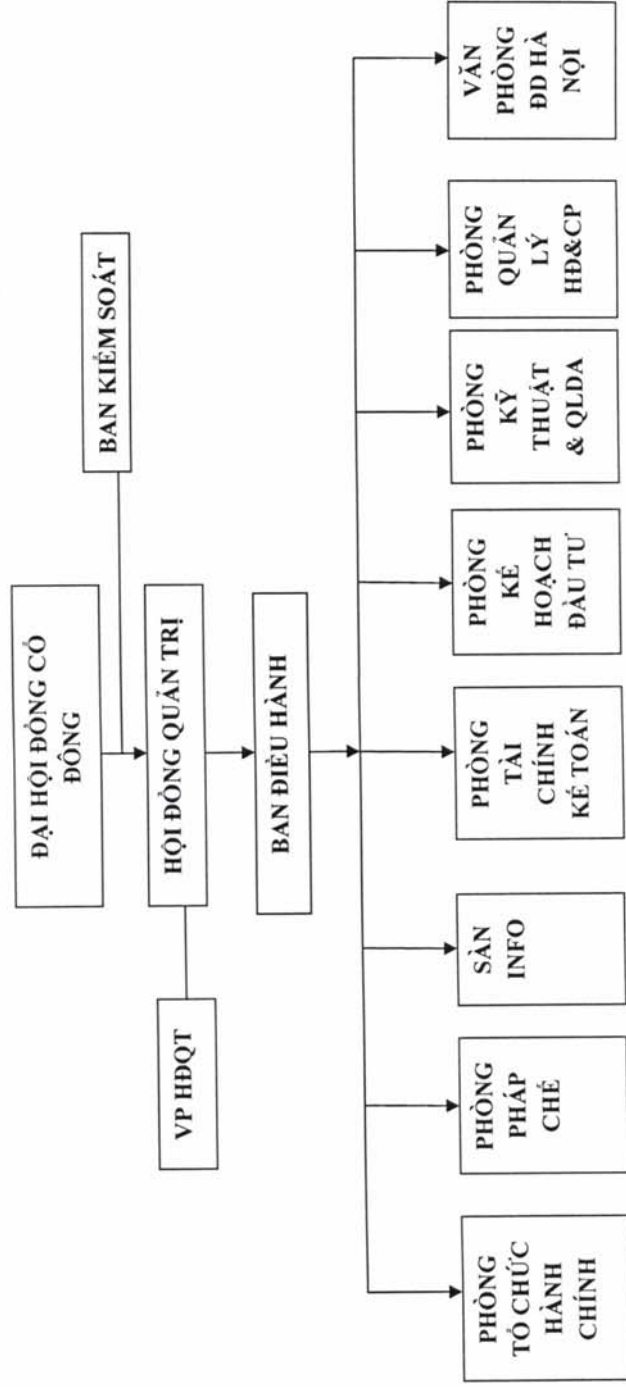 ĐẠI HỘI ĐỒNG CỔ
ĐÔNG
BAN KIỂM SOÁT
HỘI ĐỒNG QUẢN TRỊ
VP HĐQT
BAN ĐIỀU HÀNH
PHÒNG
TỔ CHỨC
HÀNH
CHÍNH
PHÒNG
PHÁP
CHẾ
SÀN
INFO
PHÒNG
TÀI
CHÍNH
KẾ TOÁN
PHÒNG
KẾ
HOẠCH
ĐẦU TƯ
PHÒNG
KỸ
THUẬT
& QLDA
PHÒNG
QUẢN
LÝ
HĐ&CP
VĂN
PHÒNG
ĐD HÀ
NỘI